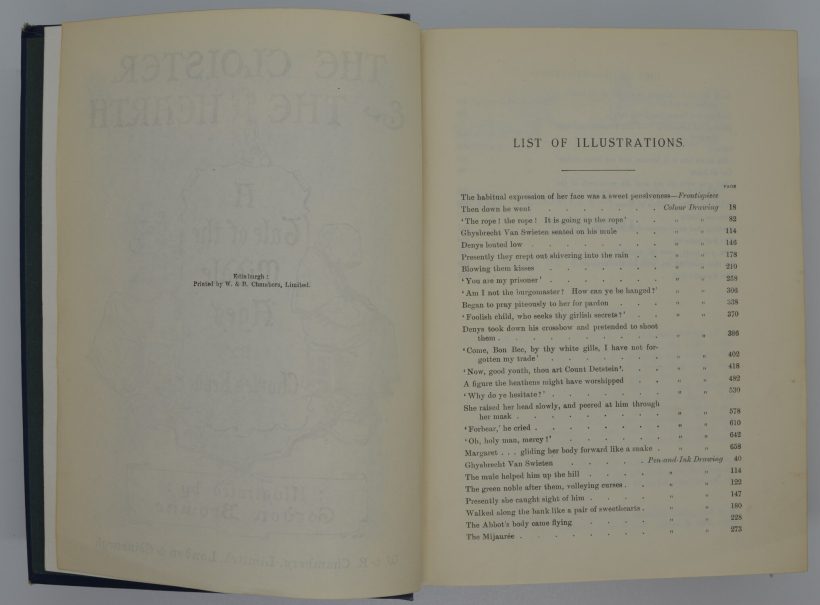 THE CLOISTER
& THE HEARTH
A
Edinburgh:
Printed by W. & R. Chambers, Limited.
W. & R. Chambers, Limited, London & Edinburgh
LIST OF ILLUSTRATIONS.
PAGE
The habitual expression of her face was a sweet pensiveness—Frontispiece
Then down he went . . . . . . Colour Drawing 18
'The rope! the rope! It is going up the rope' . . " " 82
Ghysbrecht Van Swieten seated on his mule . . " " 114
Denys louted low . . . . . . . " " 146
Presently they crept out shivering into the rain . . " " 178
Blowing them kisses . . . . . . " " 210
'You are my prisoner' . . . . . . " " 258
'Am I not the burgomaster? How can ye be hanged?' " " 306
Began to pray piteously to her for pardon . . . " " 338
'Foolish child, who seeks thy girlish secrets?' . . " " 370
Denys took down his crossbow and pretended to shoot
them . . . . . . . . . " " 386
'Come, Bon Bec, by thy white gills, I have not for-
gotten my trade' . . . . . . . " " 402
'Now, good youth, thou art Count Detstein'. . . " " 418
A figure the heathens might have worshipped . . " " 482
'Why do ye hesitate?' . . . . . . " " 530
She raised her head slowly, and peered at him through
her mask . . . . . . . . " " 578
'Forbear,' he cried . . . . . . . " " 610
'Oh, holy man, mercy!' . . . . . . " " 642
Margaret . . . gliding her body forward like a snake . " " 658
Ghysbrecht Van Swieten . . . . . Pen-and-Ink Drawing 40
The mule helped him up the hill . . . . " " 114
The green noble after them, volleying curses . . . " " 122
Presently she caught sight of him . . . . " " 147
Walked along the bank like a pair of sweethearts . " " 180
The Abbot's body came flying . . . . . " " 228
The Mijaurée . . . . . . . . " " 273